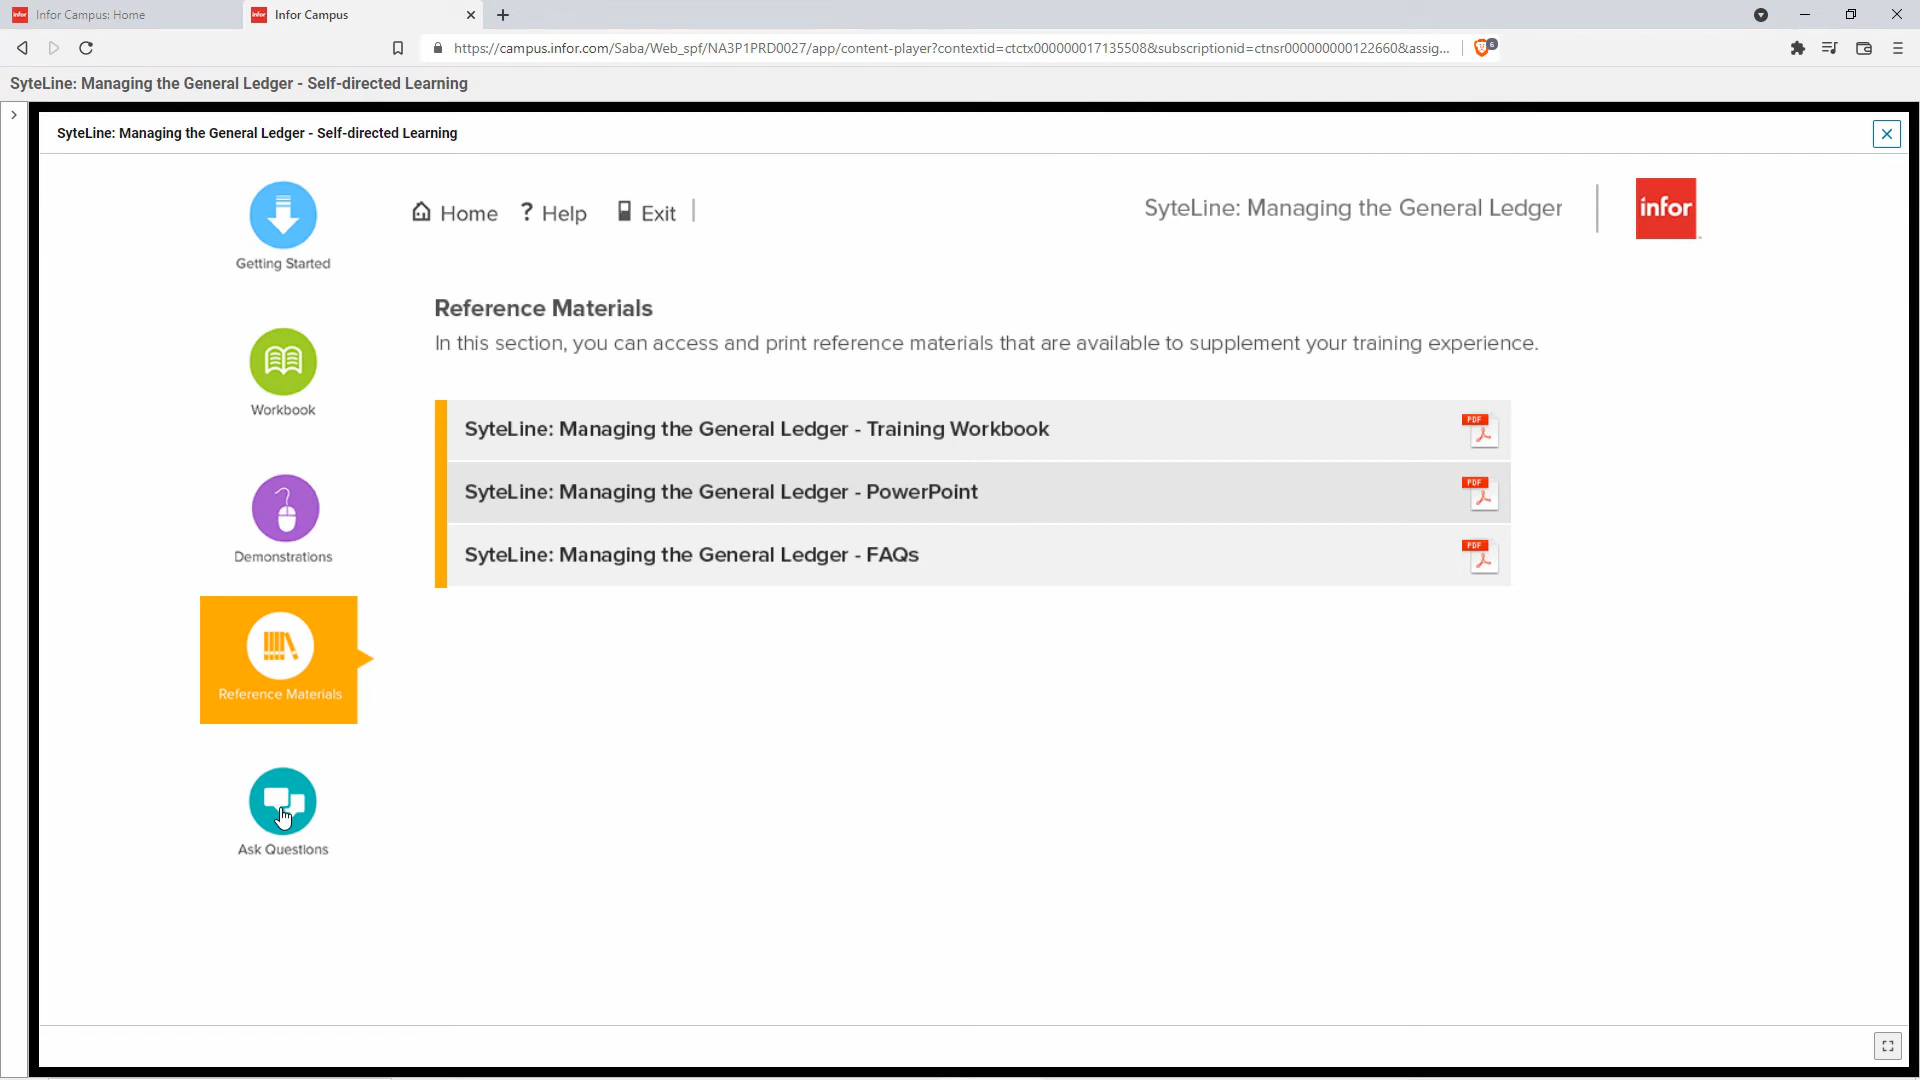 Infor Campus: Home
Infor Campus
https://campus.infor.com/Saba/Web_spf/NA3P1PRD0027/app/content-player?contextid=ctctx000000017135508&subscriptionid=ctnsr000000000122660&assig...
6
SyteLine: Managing the General Ledger - Self-directed Learning
SyteLine: Managing the General Ledger - Self-directed Learning
Getting Started
Home
? Help
Exit
SyteLine: Managing the General Ledger
infor
Reference Materials
In this section, you can access and print reference materials that are available to supplement your training experience.
Workbook
SyteLine: Managing the General Ledger - Training Workbook
PDF
SyteLine: Managing the General Ledger - PowerPoint
PDF
SyteLine: Managing the General Ledger - FAQs
PDF
Demonstrations
Reference Materials
Ask Questions